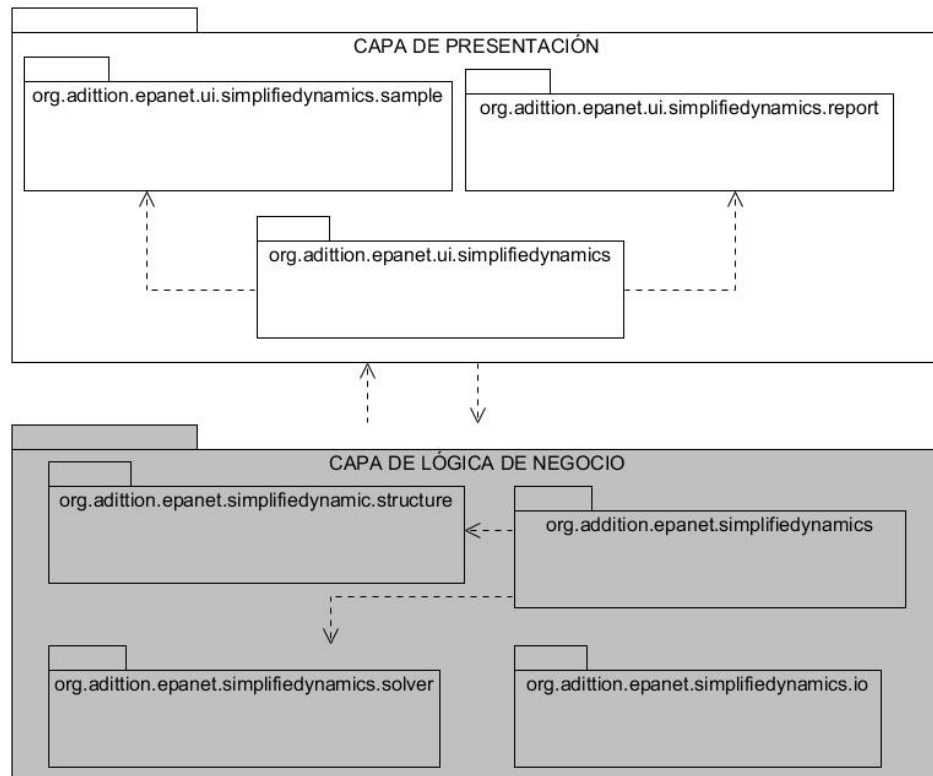 CAPA DE PRESENTACIÓN
org.adittion.epanet.ui.simplifiedynamics.sample
org.adittion.epanet.ui.simplifiedynamics.report
org.adittion.epanet.ui.simplifiedynamics
CAPA DE LÓGICA DE NEGOCIO
org.adittion.epanet.simplifiedynamic.structure
org.addition.epanet.simplifiedynamics
org.adittion.epanet.simplifiedynamics.solver
org.adittion.epanet.simplifiedynamics.io